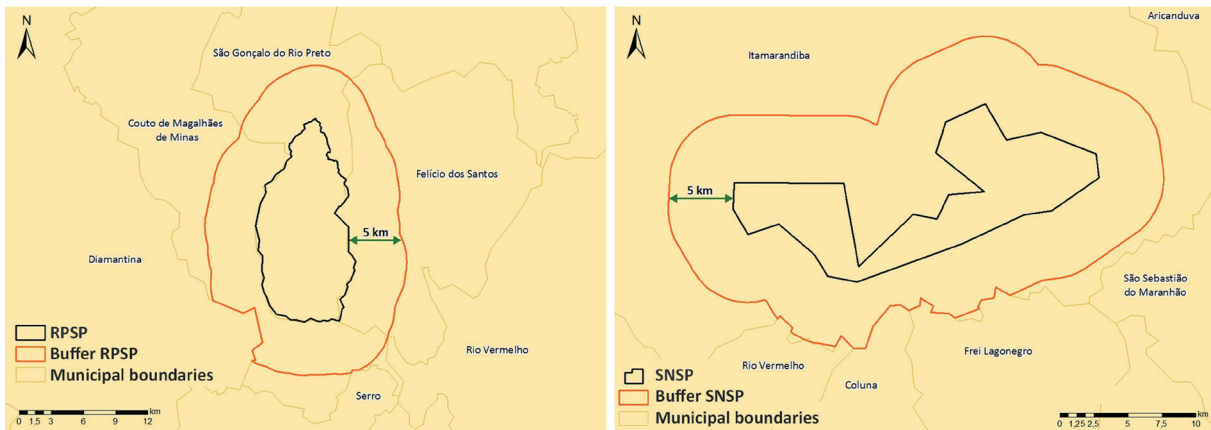 N
São Gonçalo do Rio Preto
Couto de Magalhães
de Minas
Felício dos Santos
5 km
Diamantina
RPSP
Buffer RPSP
Municipal boundaries
Rio Vermelho
Serro
km
0 1,5 3 6 9 12
N
Aricanduva
Itamarandiba
5 km
São Sebastião
do Maranhão
Frei Lagonegro
Rio Vermelho
Coluna
SNSP
Buffer SNSP
Municipal boundaries
km
0 1,25 2,5 5 7,5 10